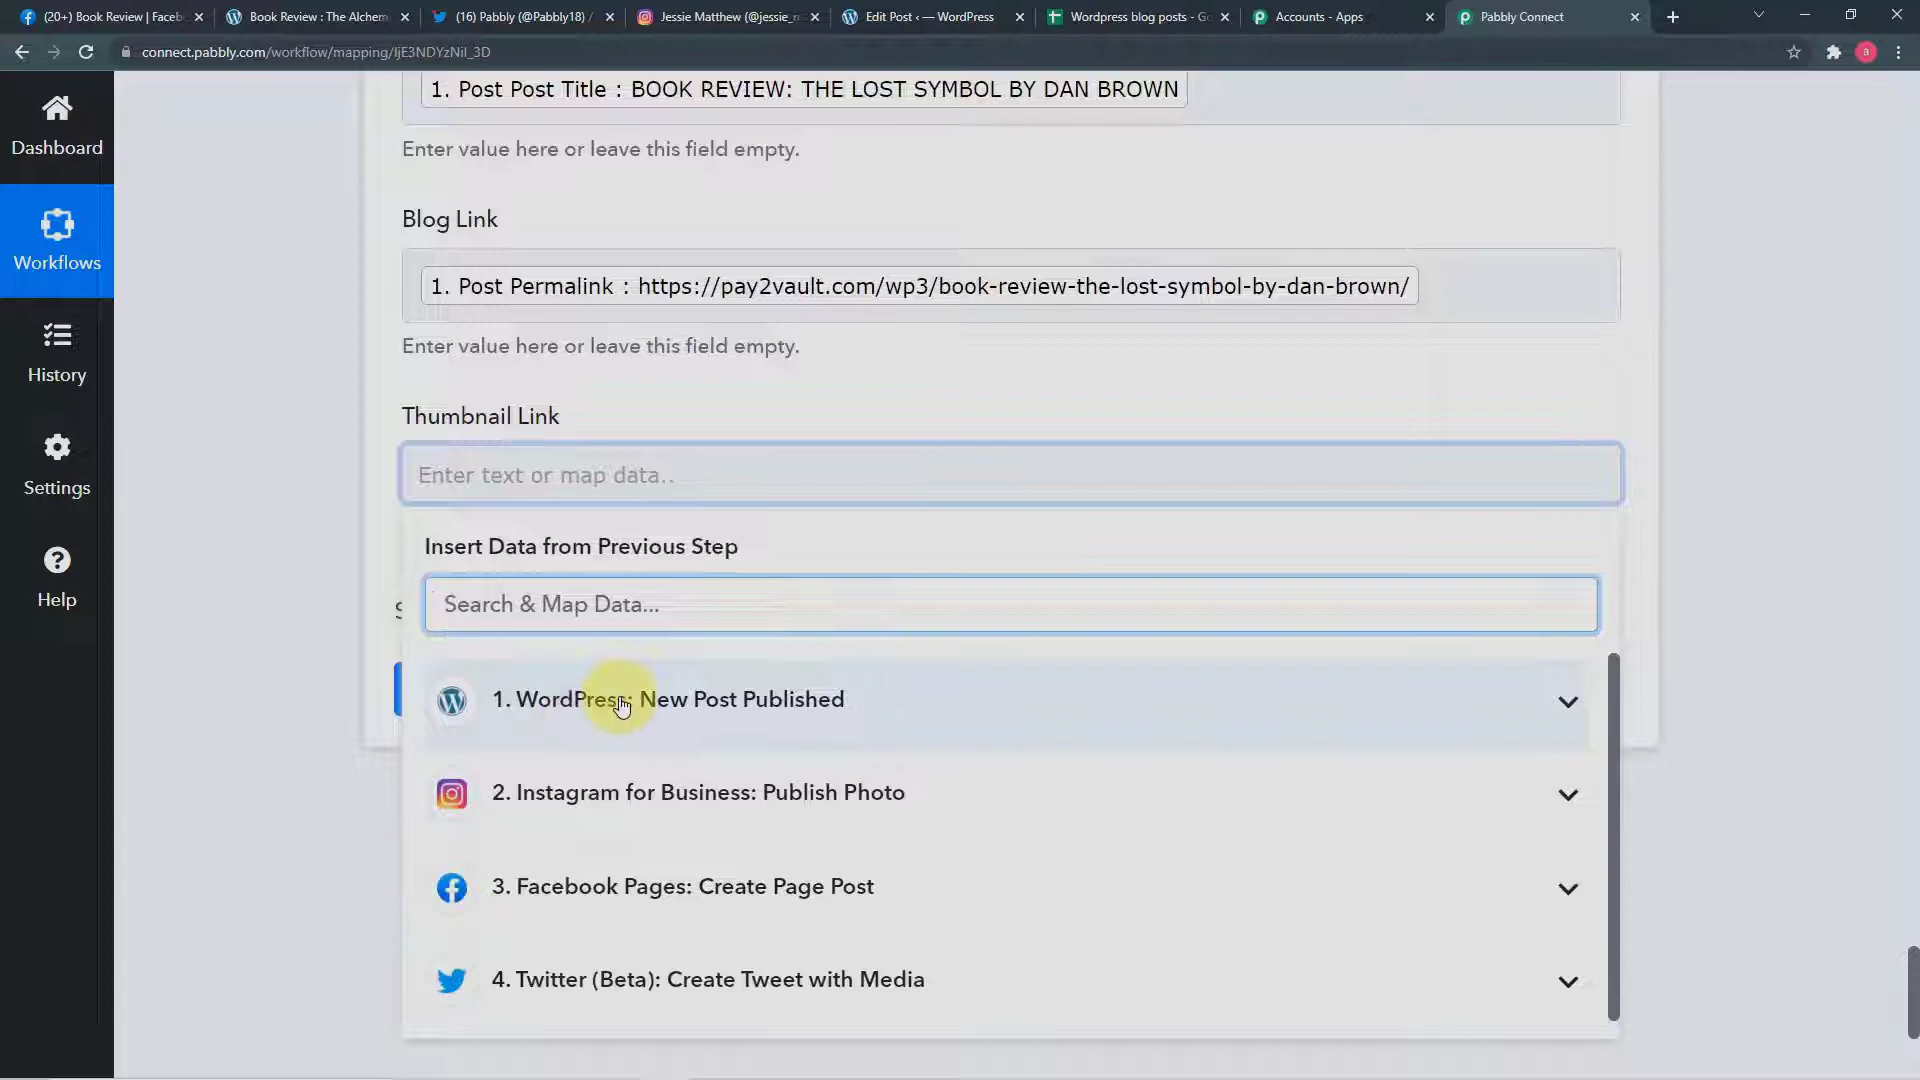 (20+) Book Review | Faceb
Book Review : The Alchem
(16) Pabbly (@Pabbly18) /
Jessie Matthew (@jessie_m
Edit Post ‹ — WordPress
Wordpress blog posts - Go
Accounts - Apps
Pabbly Connect
connect.pabbly.com/workflow/mapping/IjE3NDYzNiI_3D
a
Dashboard
Workflows
History
Settings
Help
1. Post Post Title : BOOK REVIEW: THE LOST SYMBOL BY DAN BROWN
Enter value here or leave this field empty.
Blog Link
1. Post Permalink : https://pay2vault.com/wp3/book-review-the-lost-symbol-by-dan-brown/
Enter value here or leave this field empty.
Thumbnail Link
Enter text or map data..
Insert Data from Previous Step
Search & Map Data...
1. WordPress: New Post Published
2. Instagram for Business: Publish Photo
3. Facebook Pages: Create Page Post
4. Twitter (Beta): Create Tweet with Media